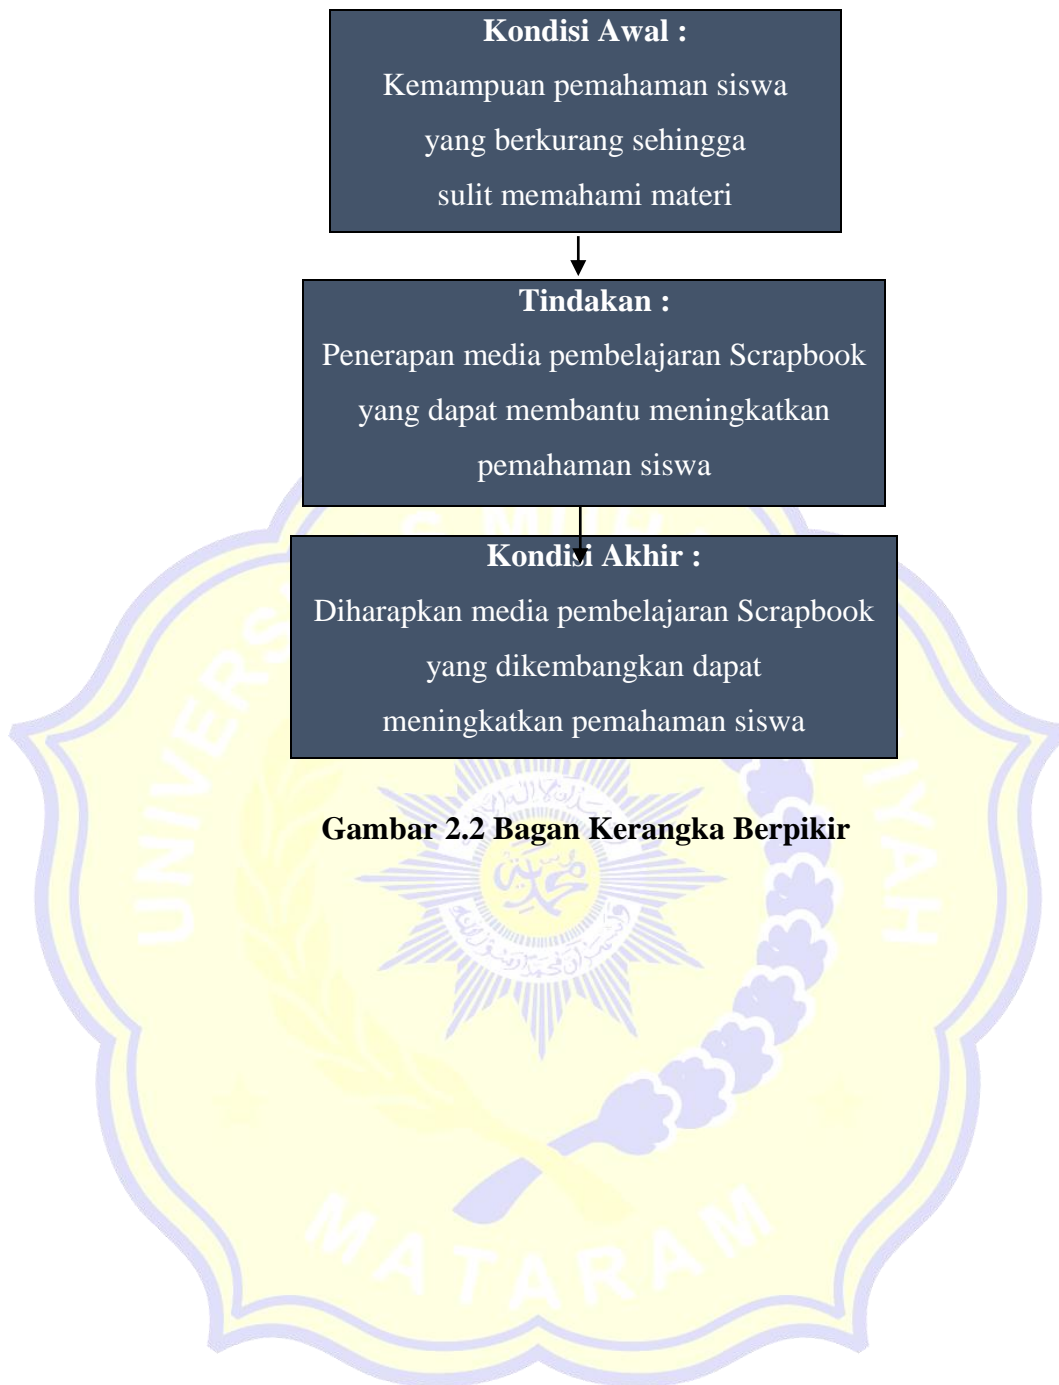 Kondisi Awal :
Kemampuan pemahaman siswa
yang berkurang sehingga
sulit memahami materi
Tindakan :
Penerapan media pembelajaran Scrapbook
yang dapat membantu meningkatkan
pemahaman siswa
Kondisi Akhir :
Diharapkan media pembelajaran Scrapbook
yang dikembangkan dapat
meningkatkan pemahaman siswa
Gambar 2.2 Bagan Kerangka Berpikir
MATARAM